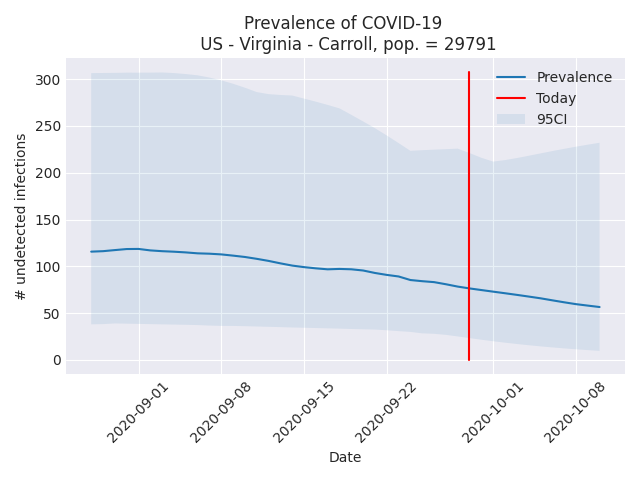 Prevalence of COVID-19
US - Virginia - Carroll, pop. = 29791
Prevalence
Today
95CI
300
250
200
150
100
50
0
# undetected infections
2020-09-01
2020-09-08
2020-09-15
2020-09-22
2020-10-01
2020-10-08
Date